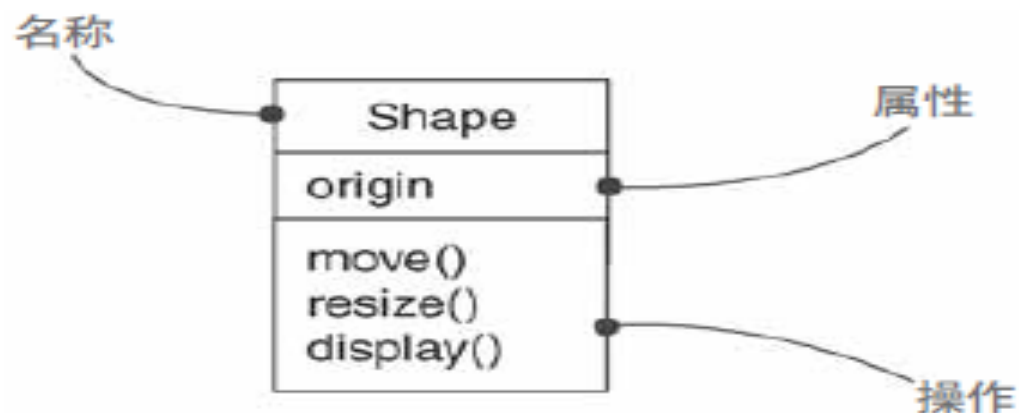 名称
Shape
属性
origin
move()
resize()
display()
操作